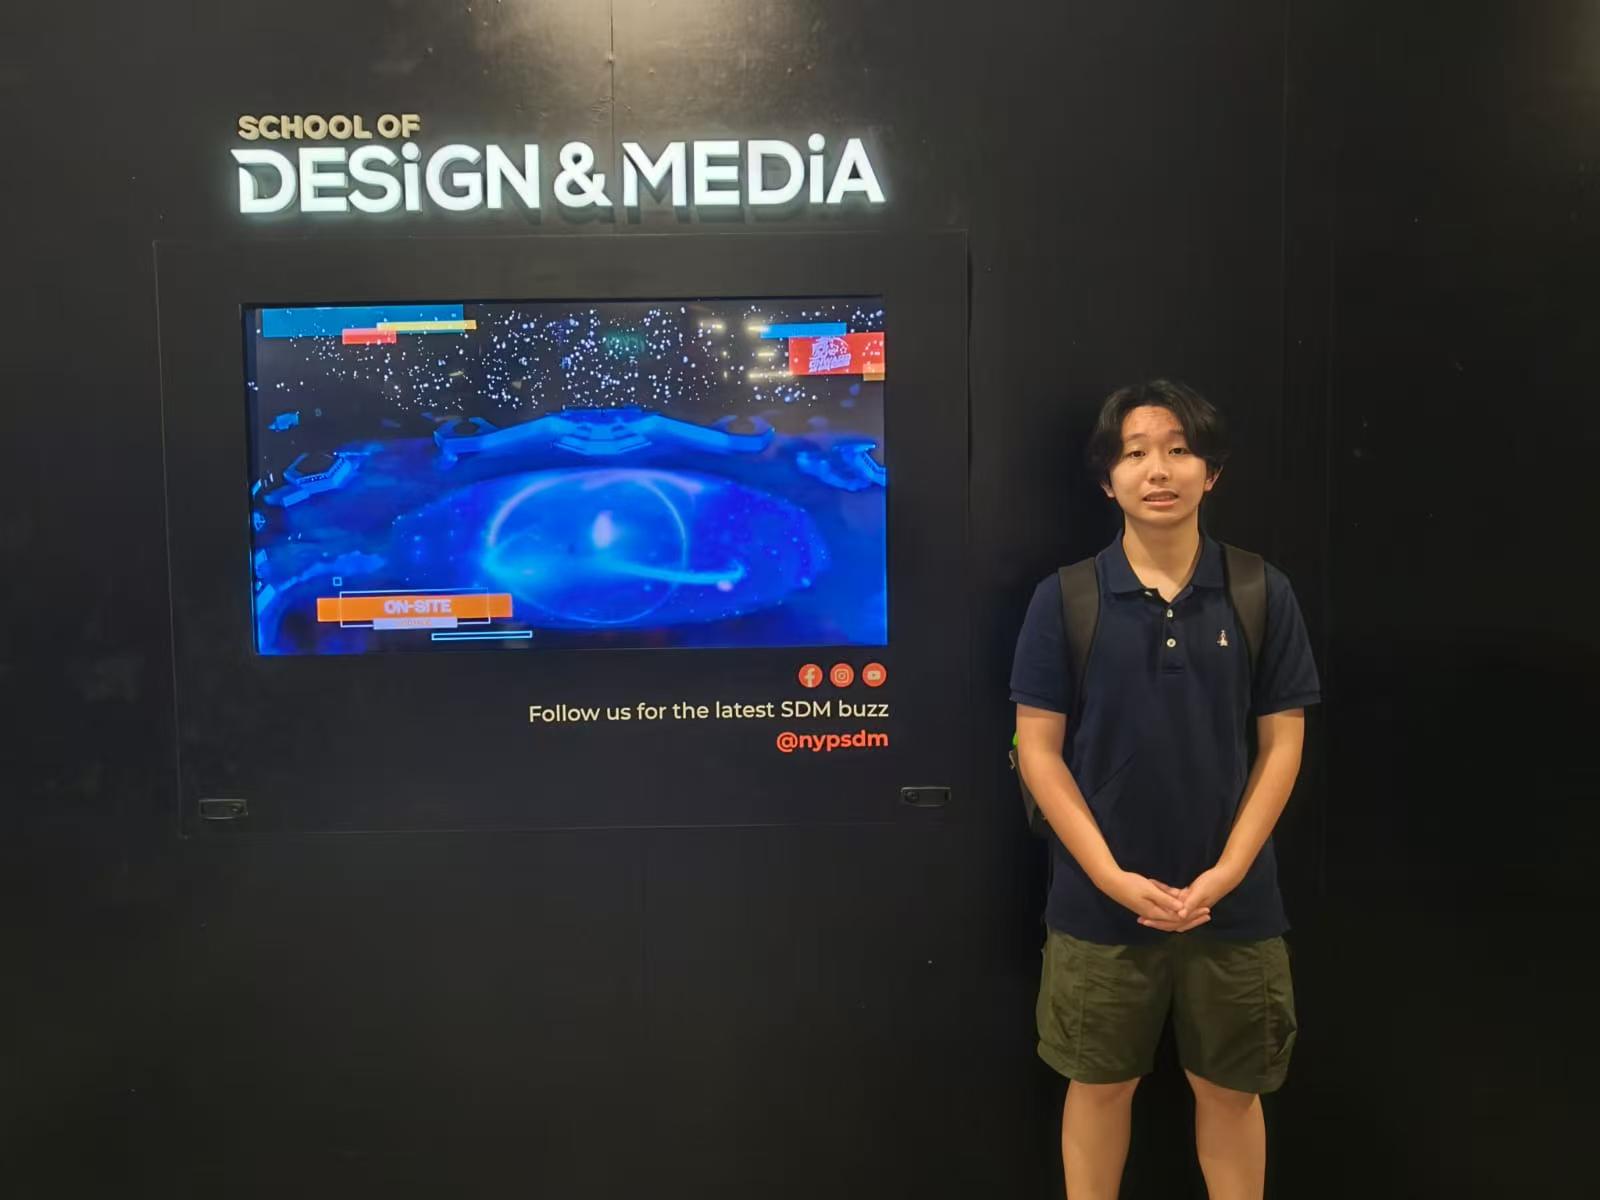 SCHOOL OF
DESiGN & MEDiA
ON-SITE
Follow us for the latest SDM buzz
@nypsdm